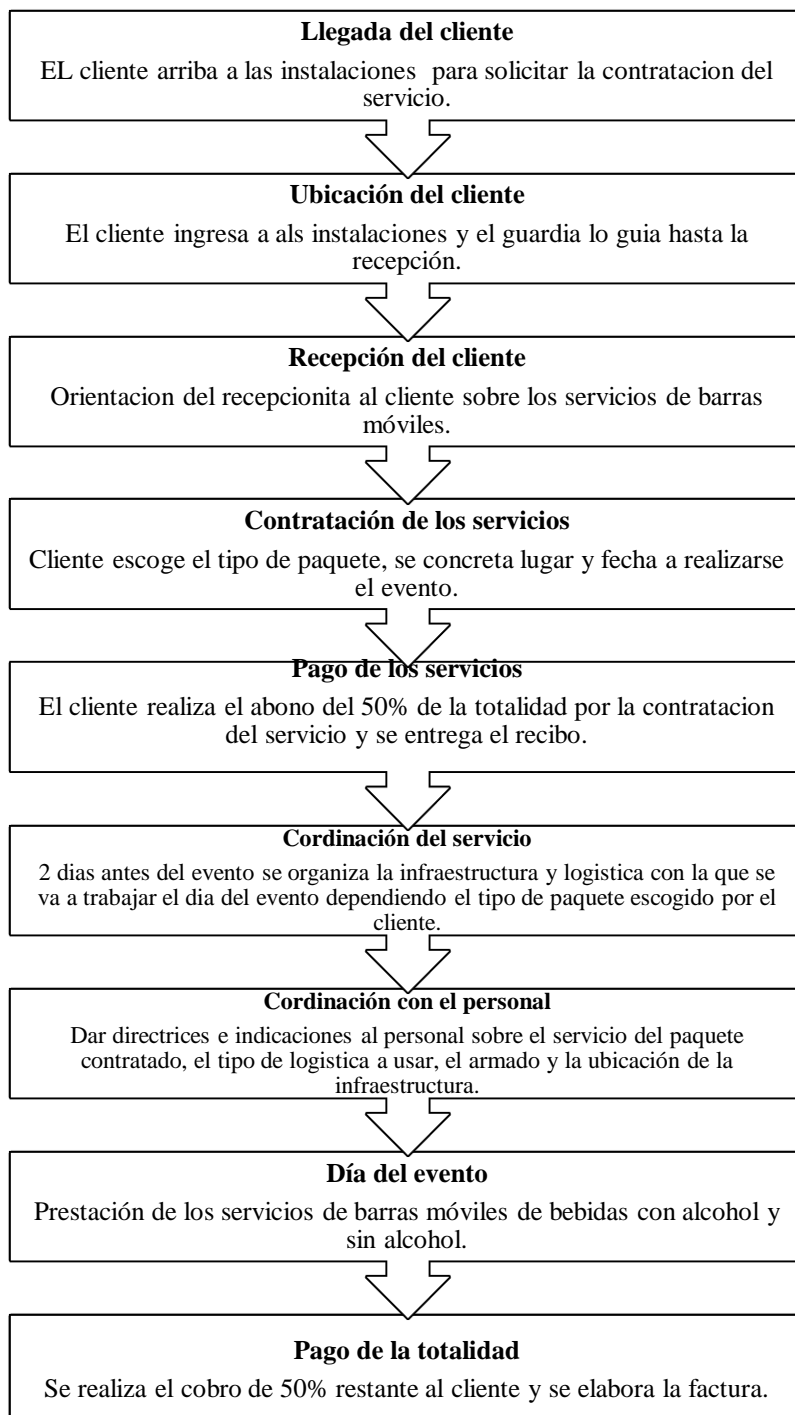 Llegada del cliente
EL cliente arriba a las instalaciones para solicitar la contratacion del
servicio.
Ubicación del cliente
El cliente ingresa a als instalaciones y el guardia lo guia hasta la
recepción.
Recepción del cliente
Orientacion del recepcionita al cliente sobre los servicios de barras
móviles.
Contratación de los servicios
Cliente escoge el tipo de paquete, se concreta lugar y fecha a realizarse
el evento.
Pago de los servicios
El cliente realiza el abono del 50% de la totalidad por la contratacion
del servicio y se entrega el recibo.
Cordinación del servicio
2 dias antes del evento se organiza la infraestructura y logistica con la que se
va a trabajar el dia del evento dependiendo el tipo de paquete escogido por el
cliente.
Cordinación con el personal
Dar directrices e indicaciones al personal sobre el servicio del paquete
contratado, el tipo de logistica a usar, el armado y la ubicación de la
infraestructura.
Día del evento
Prestación de los servicios de barras móviles de bebidas con alcohol y
sin alcohol.
Pago de la totalidad
Se realiza el cobro de 50% restante al cliente y se elabora la factura.